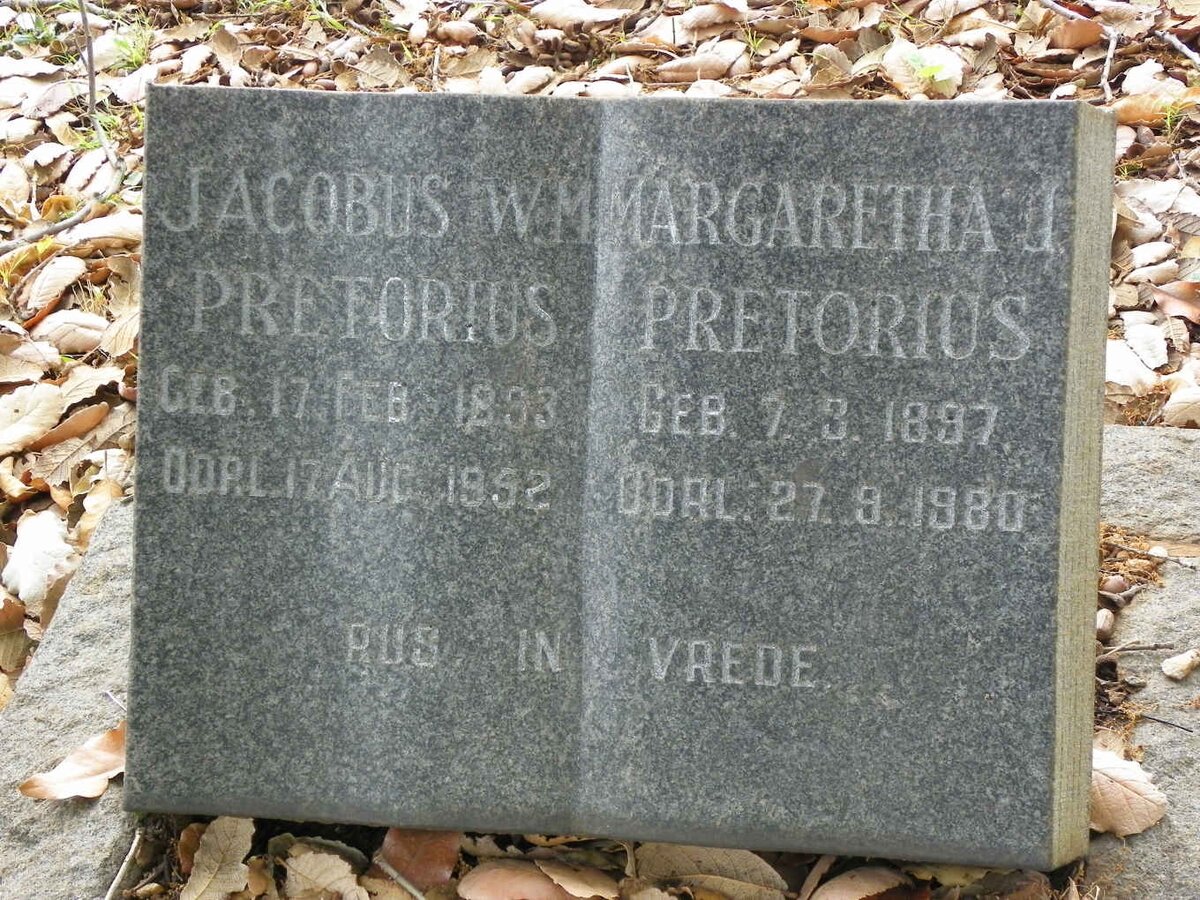 JACOBUS W.M.
PRETORIUS
GEB. 17. FEB. 1893
OORL. 17. AUG. 1952
MARGARETHA J.
PRETORIUS
GEB. 7. 3. 1897.
OORL. 27. 9. 1980
RUS IN VREDE.